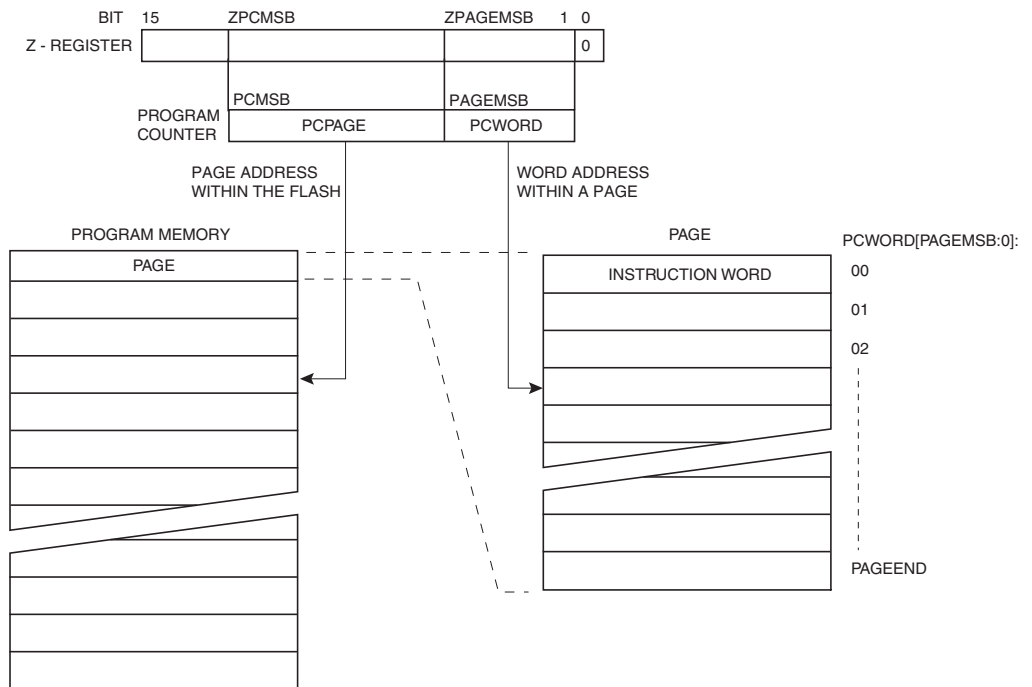 BIT 15 ZPCMSB ZPAGEMSB 1 0
Z - REGISTER 0
PCMSB PAGEMSB
PROGRAM
COUNTER
PCPAGE PCWORD
PAGE ADDRESS
WITHIN THE FLASH
WORD ADDRESS
WITHIN A PAGE
PROGRAM MEMORY
PAGE
PAGE
INSTRUCTION WORD
PCWORD[PAGEMSB:0]:
00
01
02
PAGEEND